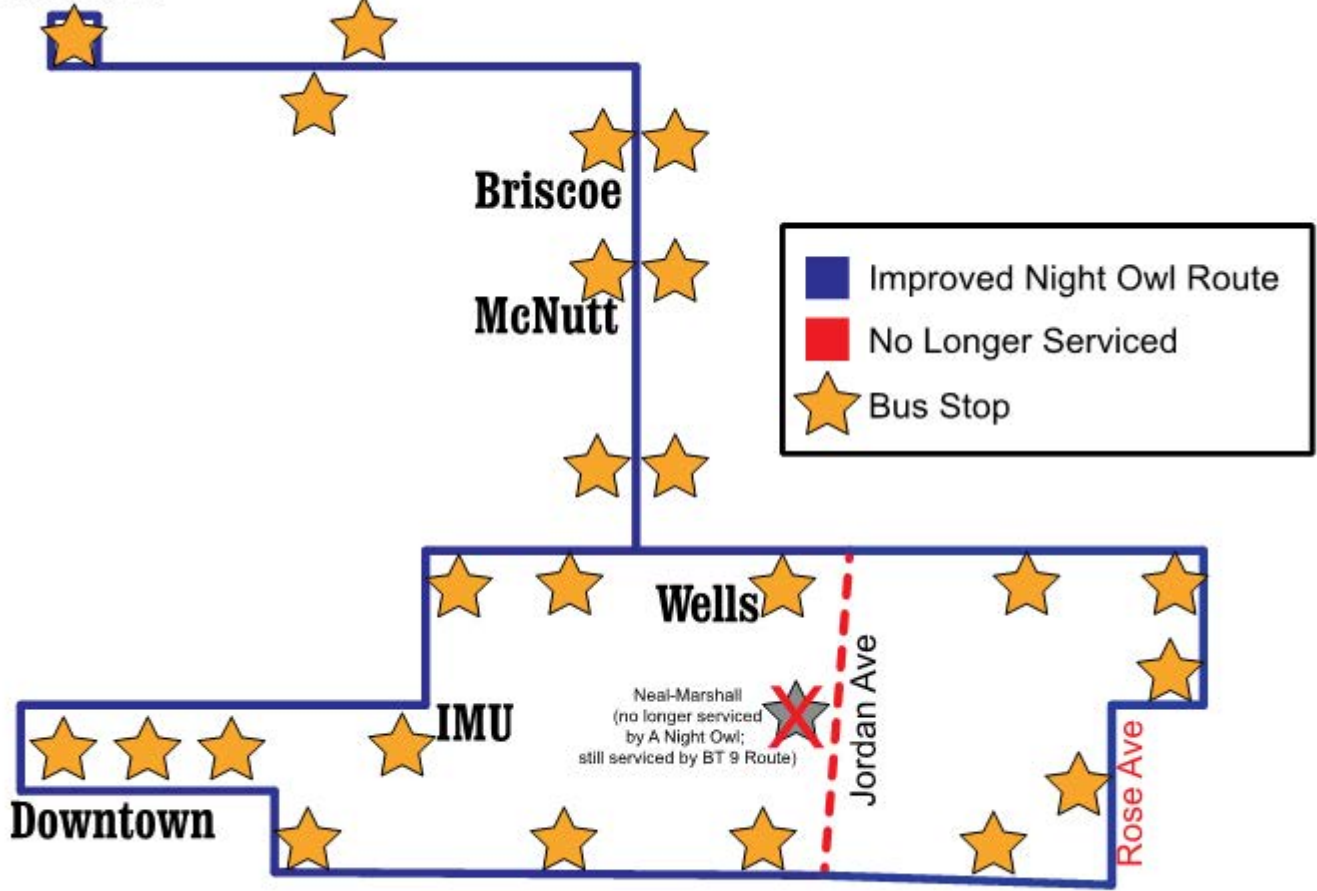 Briscoe
McNutt
Improved Night Owl Route
No Longer Serviced
Bus Stop
Wells
Neal-Marshall
(no longer serviced
by A Night Owl;
still serviced by BT 9 Route)
X
Jordan Ave
IMU
Downtown
Rose Ave